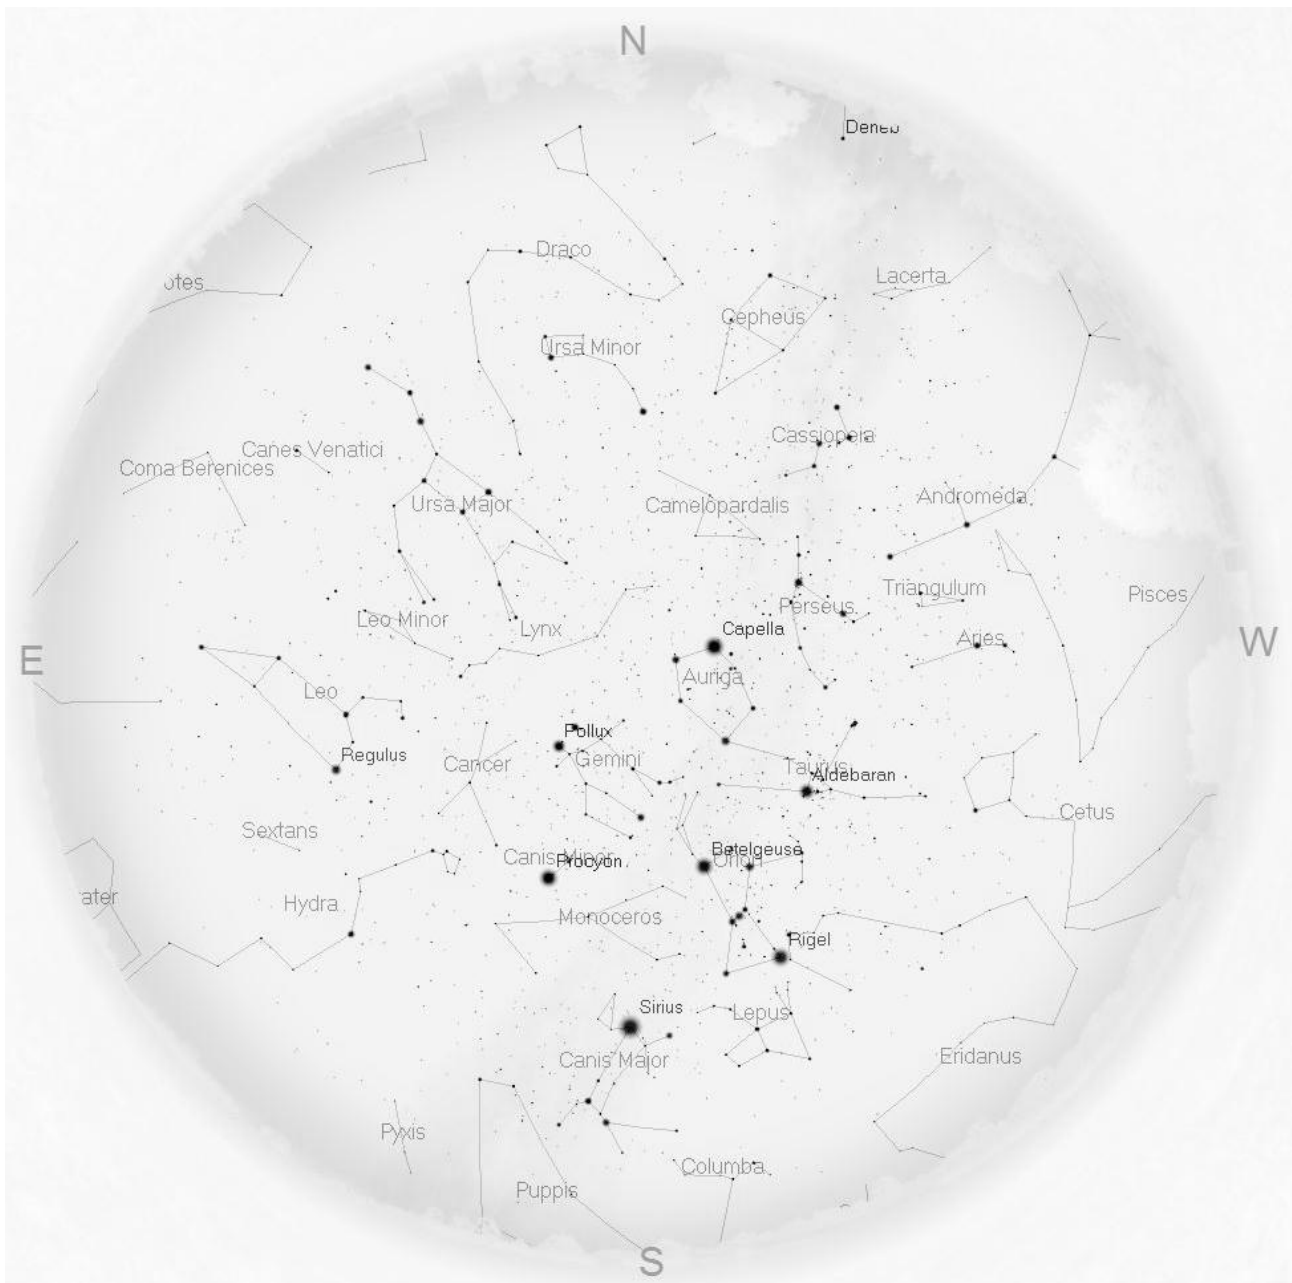 N
Deneb
Draco
Lacerta
otes
Cepheus
Ursa Minor
Cassiopeia
Canes Venatici
Coma Berenices
Andromeda
Ursa Major
Camelopardalis
Triangulum
Pisces
Perseus
Leo Minor
Lynx
Capella
Aries
W
E
Auriga
Leo
Pollux
Regulus
Gemini
Cancer
Taurus
Aldebaran
Cetus
Sextans
Betelgeuse
Orion
Canis Minor
Procyon
ater
Hydra
Monoceros
Rigel
Sirius
Lepus
Canis Major
Eridanus
Pyxis
Columba
Puppis
S